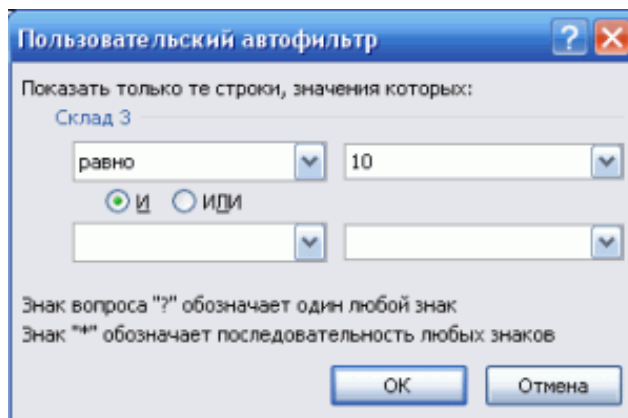 Пользовательский автофильтр
Показать только те строки, значения которых:
Склад 3
равно 10
И ИЛИ
Знак вопроса "?" обозначает один любой знак
Знак "*" обозначает последовательность любых знаков
ОК Отмена